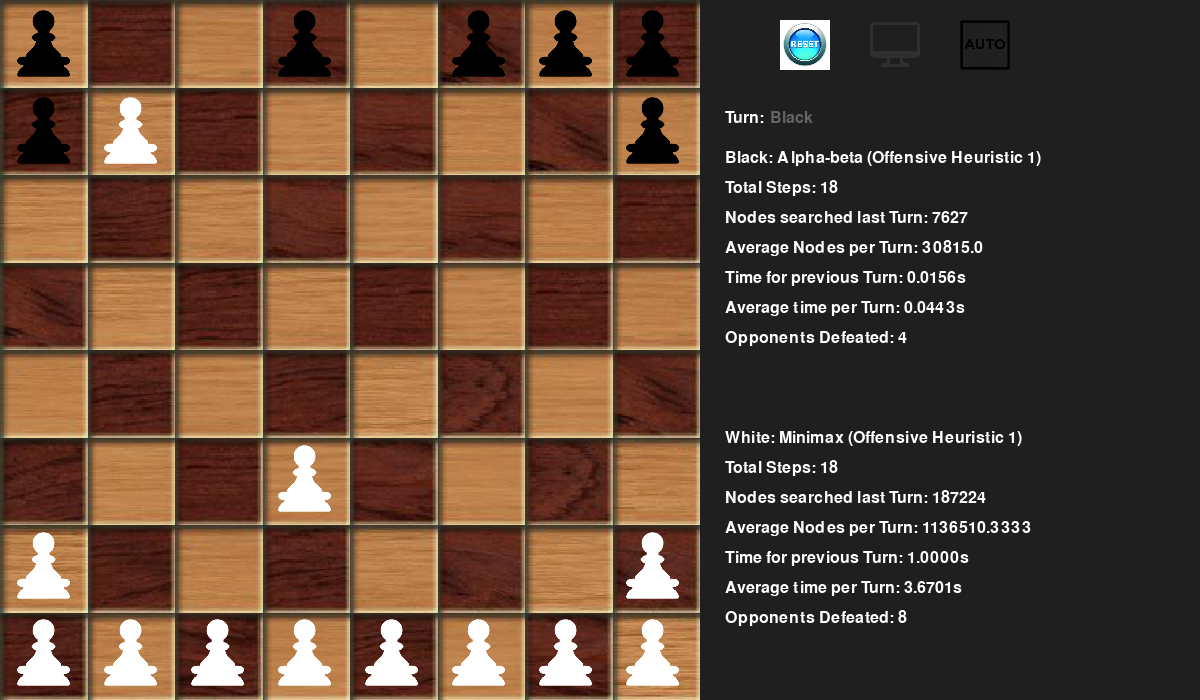 RESET
AUTO
Turn: Black
Black: Alpha-beta (Offensive Heuristic 1)
Total Steps: 18
Nodes searched last Turn: 7627
Average Nodes per Turn: 30815.0
Time for previous Turn: 0.0156s
Average time per Turn: 0.0443s
Opponents Defeated: 4
White: Minimax (Offensive Heuristic 1)
Total Steps: 18
Nodes searched last Turn: 187224
Average Nodes per Turn: 1136510.3333
Time for previous Turn: 1.0000s
Average time per Turn: 3.6701s
Opponents Defeated: 8